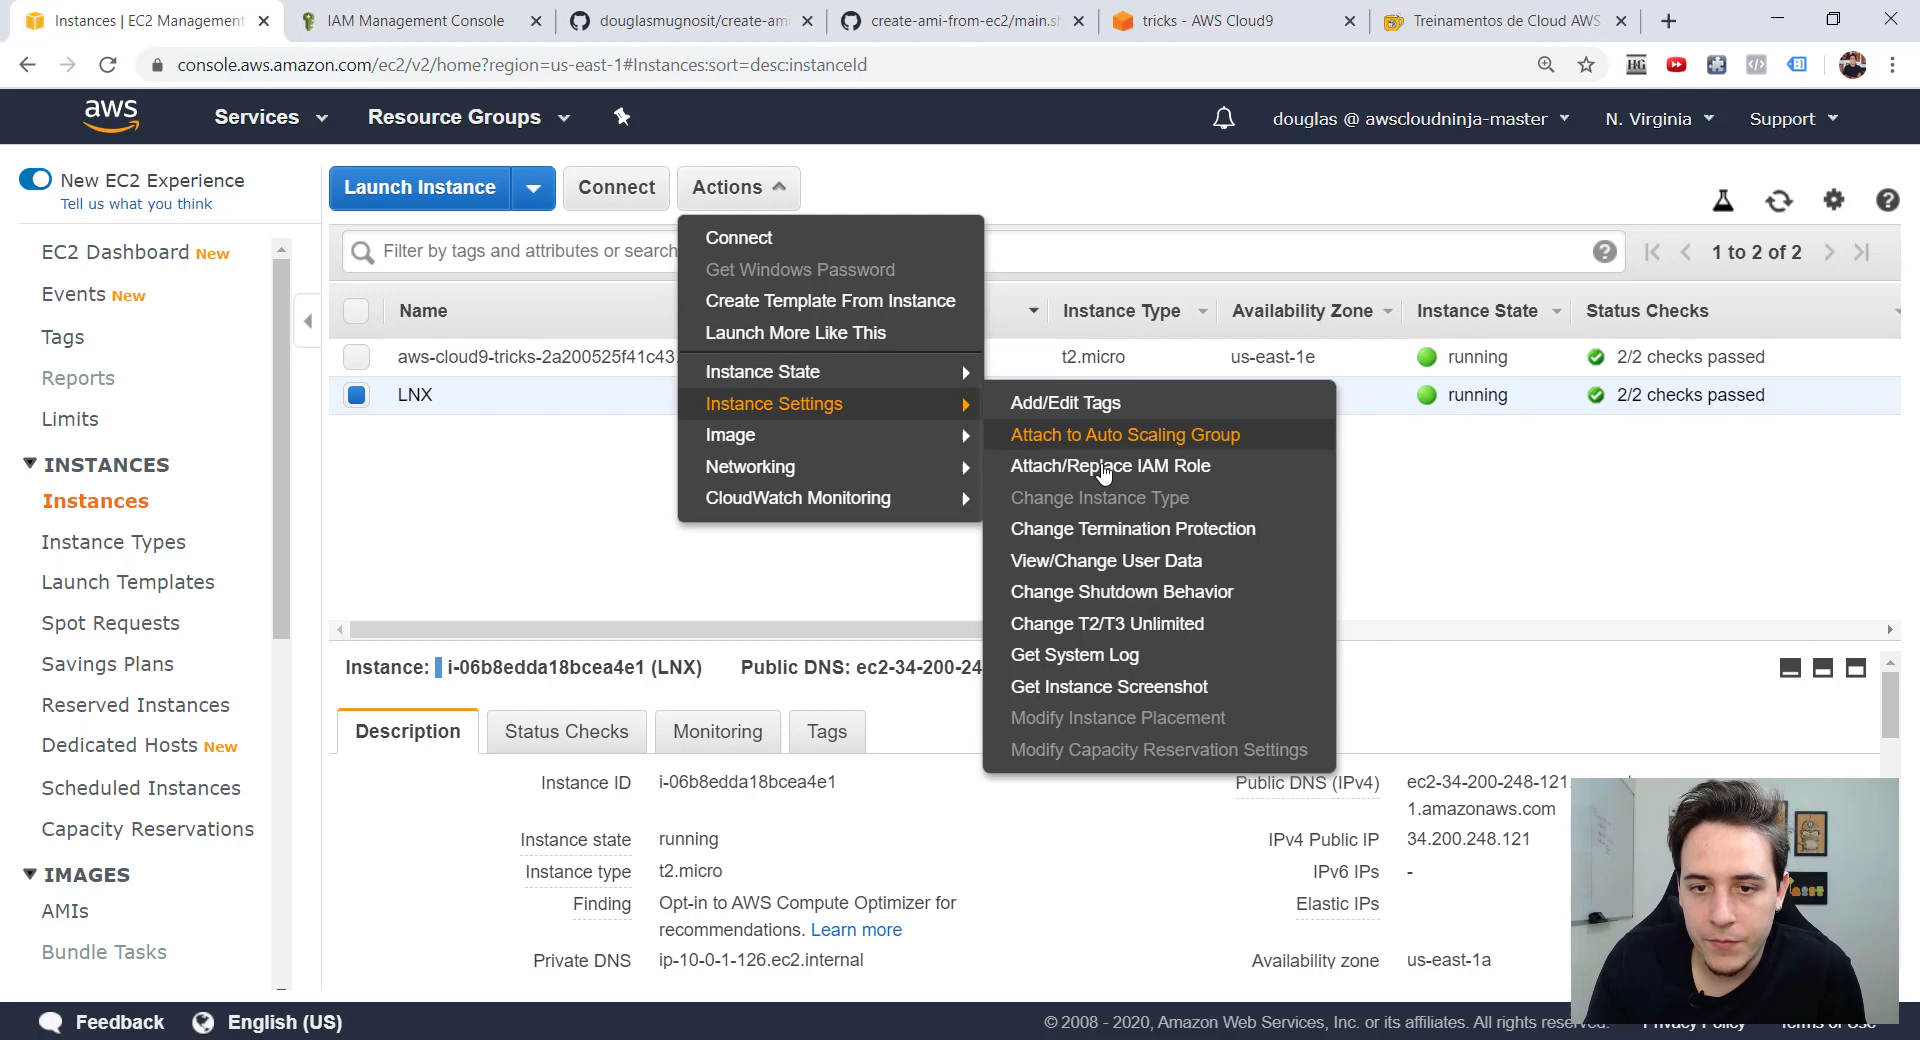 Instances | EC2 Management
IAM Management Console
douglasmugnosit/create-ami
create-ami-from-ec2/main.sh
tricks - AWS Cloud9
Treinamentos de Cloud AWS
console.aws.amazon.com/ec2/v2/home?region=us-east-1#Instances:sort=desc:instanceId
aws
Services
Resource Groups
douglas @ awscloudninja-master
N. Virginia
Support
New EC2 Experience
Tell us what you think
EC2 Dashboard New
Events New
Tags
Reports
Limits
INSTANCES
Instances
Instance Types
Launch Templates
Spot Requests
Savings Plans
Reserved Instances
Dedicated Hosts New
Scheduled Instances
Capacity Reservations
IMAGES
AMIs
Bundle Tasks
Launch Instance
Connect
Actions
Filter by tags and attributes or search
1 to 2 of 2
Name
Instance Type
Availability Zone
Instance State
Status Checks
aws-cloud9-tricks-2a200525f41c43
t2.micro
us-east-1e
running
2/2 checks passed
LNX
running
2/2 checks passed
Connect
Get Windows Password
Create Template From Instance
Launch More Like This
Instance State
Instance Settings
Image
Networking
CloudWatch Monitoring
Add/Edit Tags
Attach to Auto Scaling Group
Attach/Replace IAM Role
Change Instance Type
Change Termination Protection
View/Change User Data
Change Shutdown Behavior
Change T2/T3 Unlimited
Get System Log
Get Instance Screenshot
Modify Instance Placement
Modify Capacity Reservation Settings
Instance: i-06b8edda18bcea4e1 (LNX) Public DNS: ec2-34-200-24
Description
Status Checks
Monitoring
Tags
Instance ID i-06b8edda18bcea4e1
Instance state running
Instance type t2.micro
Finding Opt-in to AWS Compute Optimizer for
recommendations. Learn more
Private DNS ip-10-0-1-126.ec2.internal
Public DNS (IPv4) ec2-34-200-248-121
1.amazonaws.com
IPv4 Public IP 34.200.248.121
IPv6 IPs -
Elastic IPs
Availability zone us-east-1a
Feedback
English (US)
© 2008 - 2020, Amazon Web Services, Inc. or its affiliates. All rights